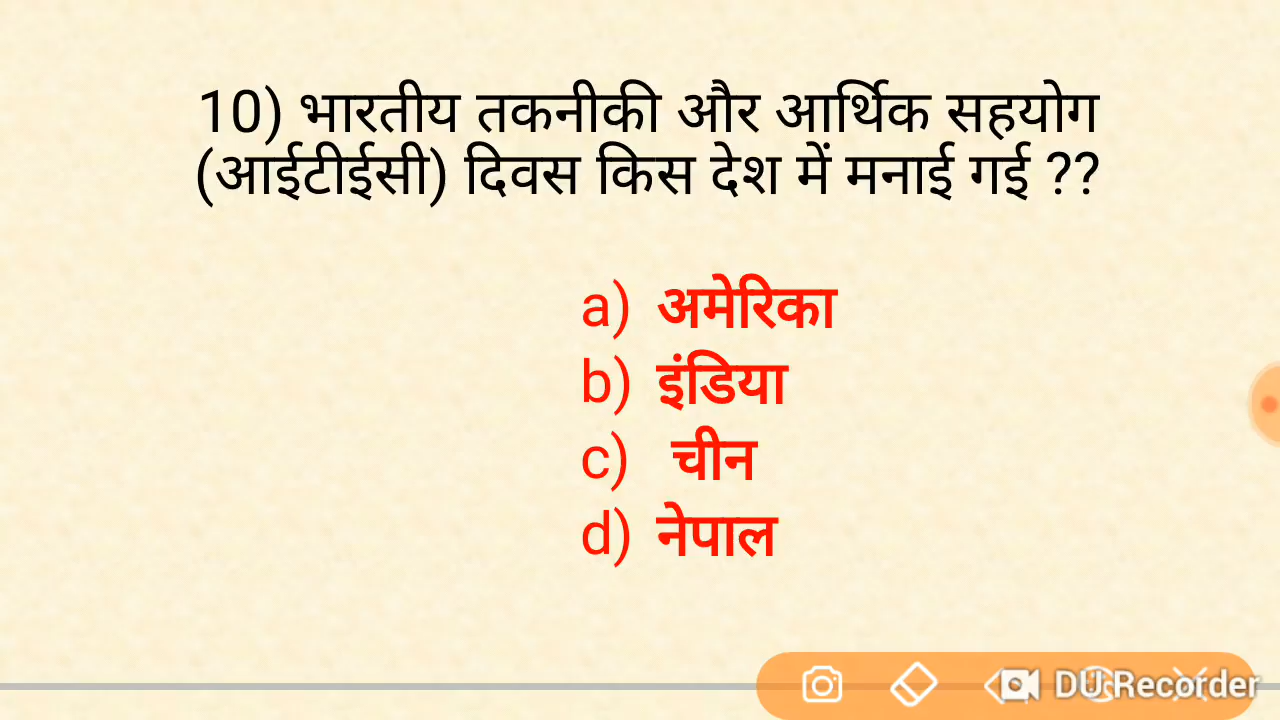 10) भारतीय तकनीकी और आर्थिक सहयोग
(आईटीईसी) दिवस किस देश में मनाई गई ??
a) अमेरिका
b) इंडिया
c) चीन
d) नेपाल
DU Recorder